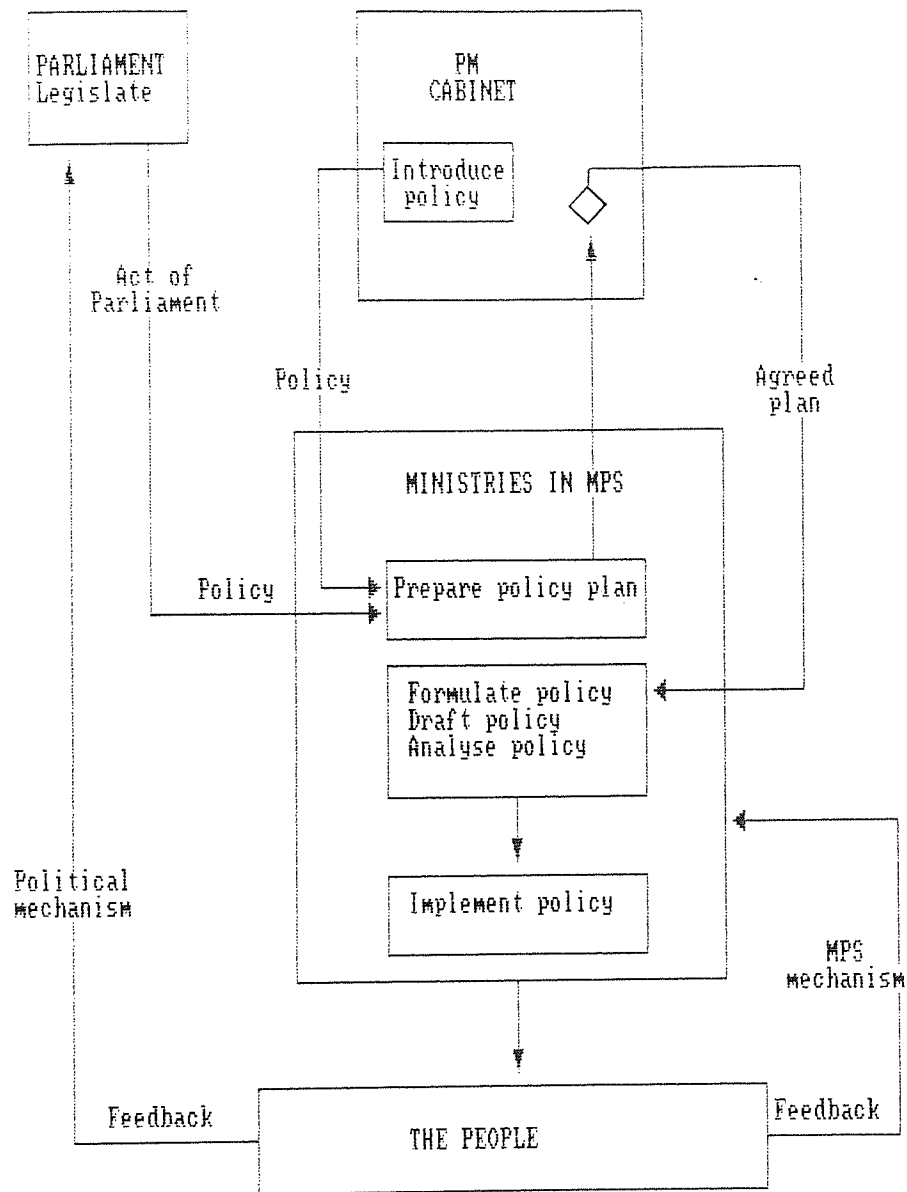 PARLIAMENT
Legislate
PM
CABINET
Introduce
policy
Act of
Parliament
Policy
Agreed
plan
MINISTRIES IN MPS
Policy
Prepare policy plan
Formulate policy
Draft policy
Analyse policy
Political
mechanism
Implement policy
MPS
mechanism
Feedback
THE PEOPLE
Feedback